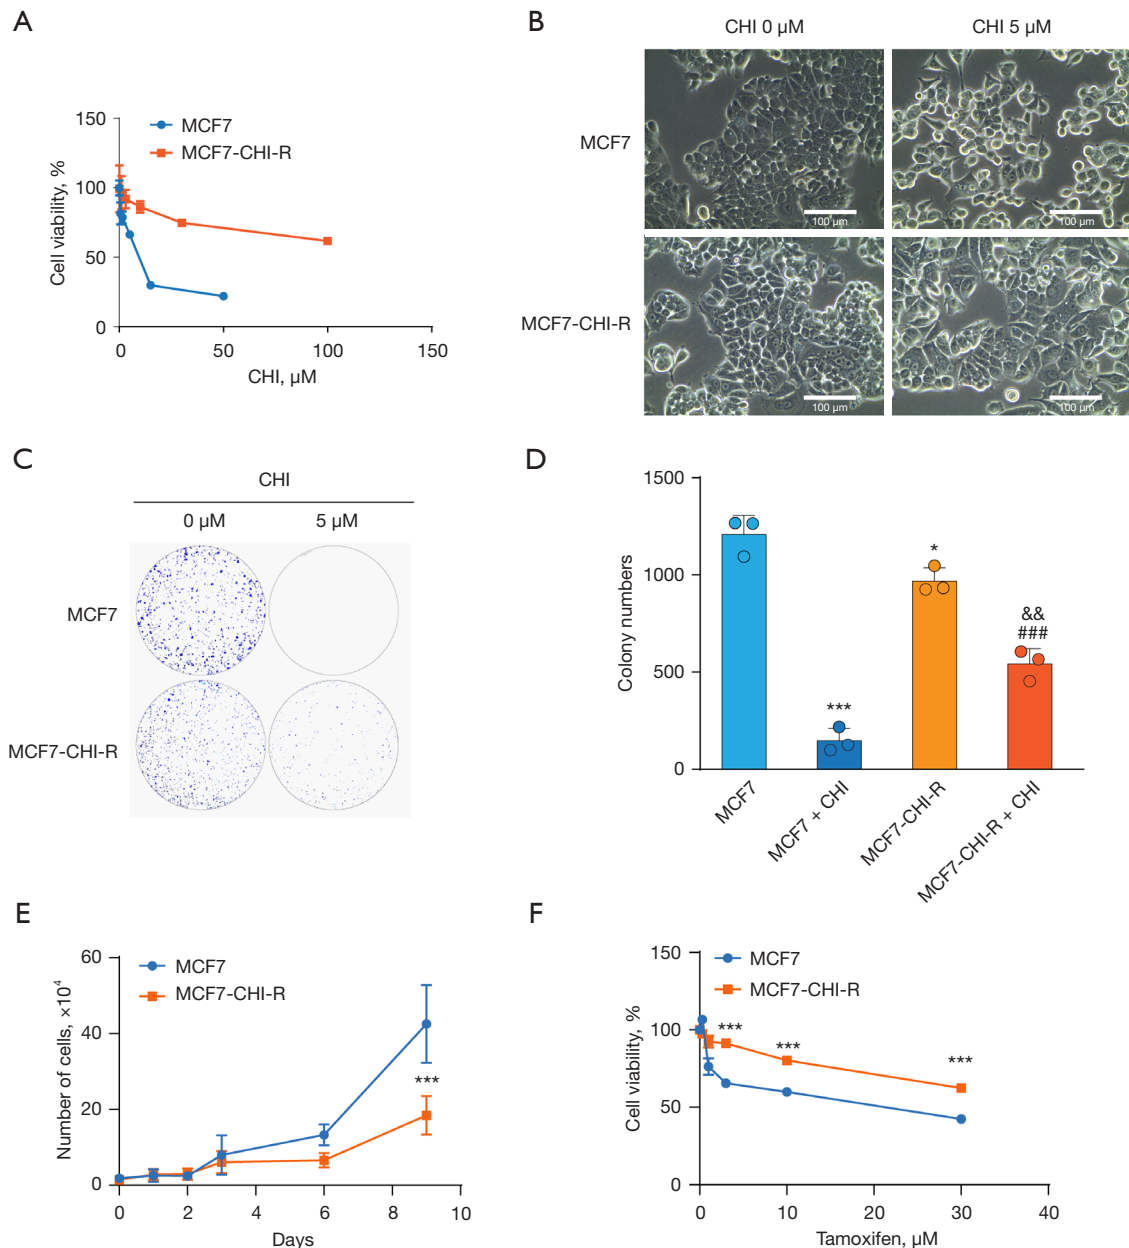 A
150
100
50
0
Cell viability, %
MCF7
MCF7-CHI-R
0
50
100
150
CHI, µM
B
CHI 0 µM
CHI 5 µM
MCF7
MCF7-CHI-R
100 µm
100 µm
100 µm
100 µm
C
CHI
0 µM
5 µM
MCF7
MCF7-CHI-R
D
1500
1000
500
0
Colony numbers
***
*
&&
###
MCF7
MCF7 + CHI
MCF7-CHI-R
MCF7-CHI-R + CHI
E
60
40
20
0
Number of cells, ×10⁴
MCF7
MCF7-CHI-R
***
0
2
4
6
8
10
Days
F
150
100
50
0
Cell viability, %
MCF7
MCF7-CHI-R
***
***
***
0
10
20
30
40
Tamoxifen, µM